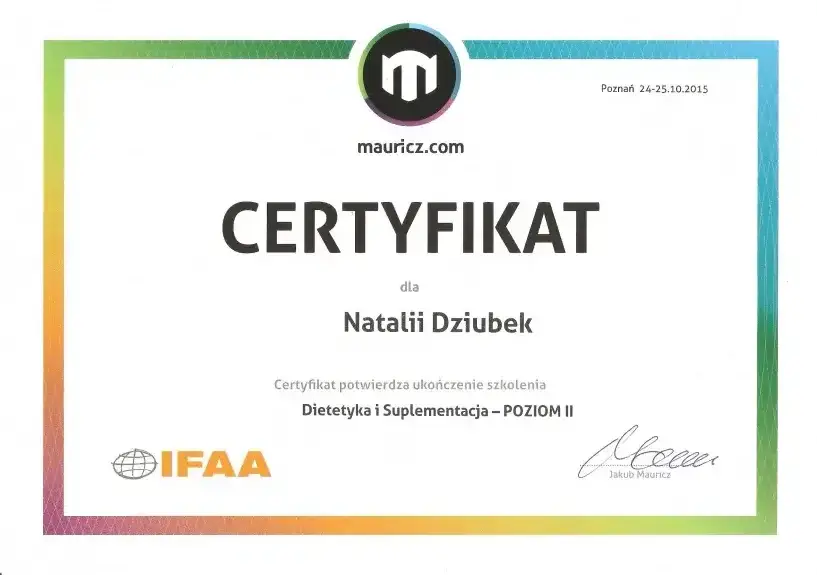 Poznań 24-25.10.2015
m
mauricz.com
CERTYFIKAT
dla
Natalii Dziubek
Certyfikat potwierdza ukończenie szkolenia
Dietetyka i Suplementacja – POZIOM II
IFAA
Jakub Mauricz